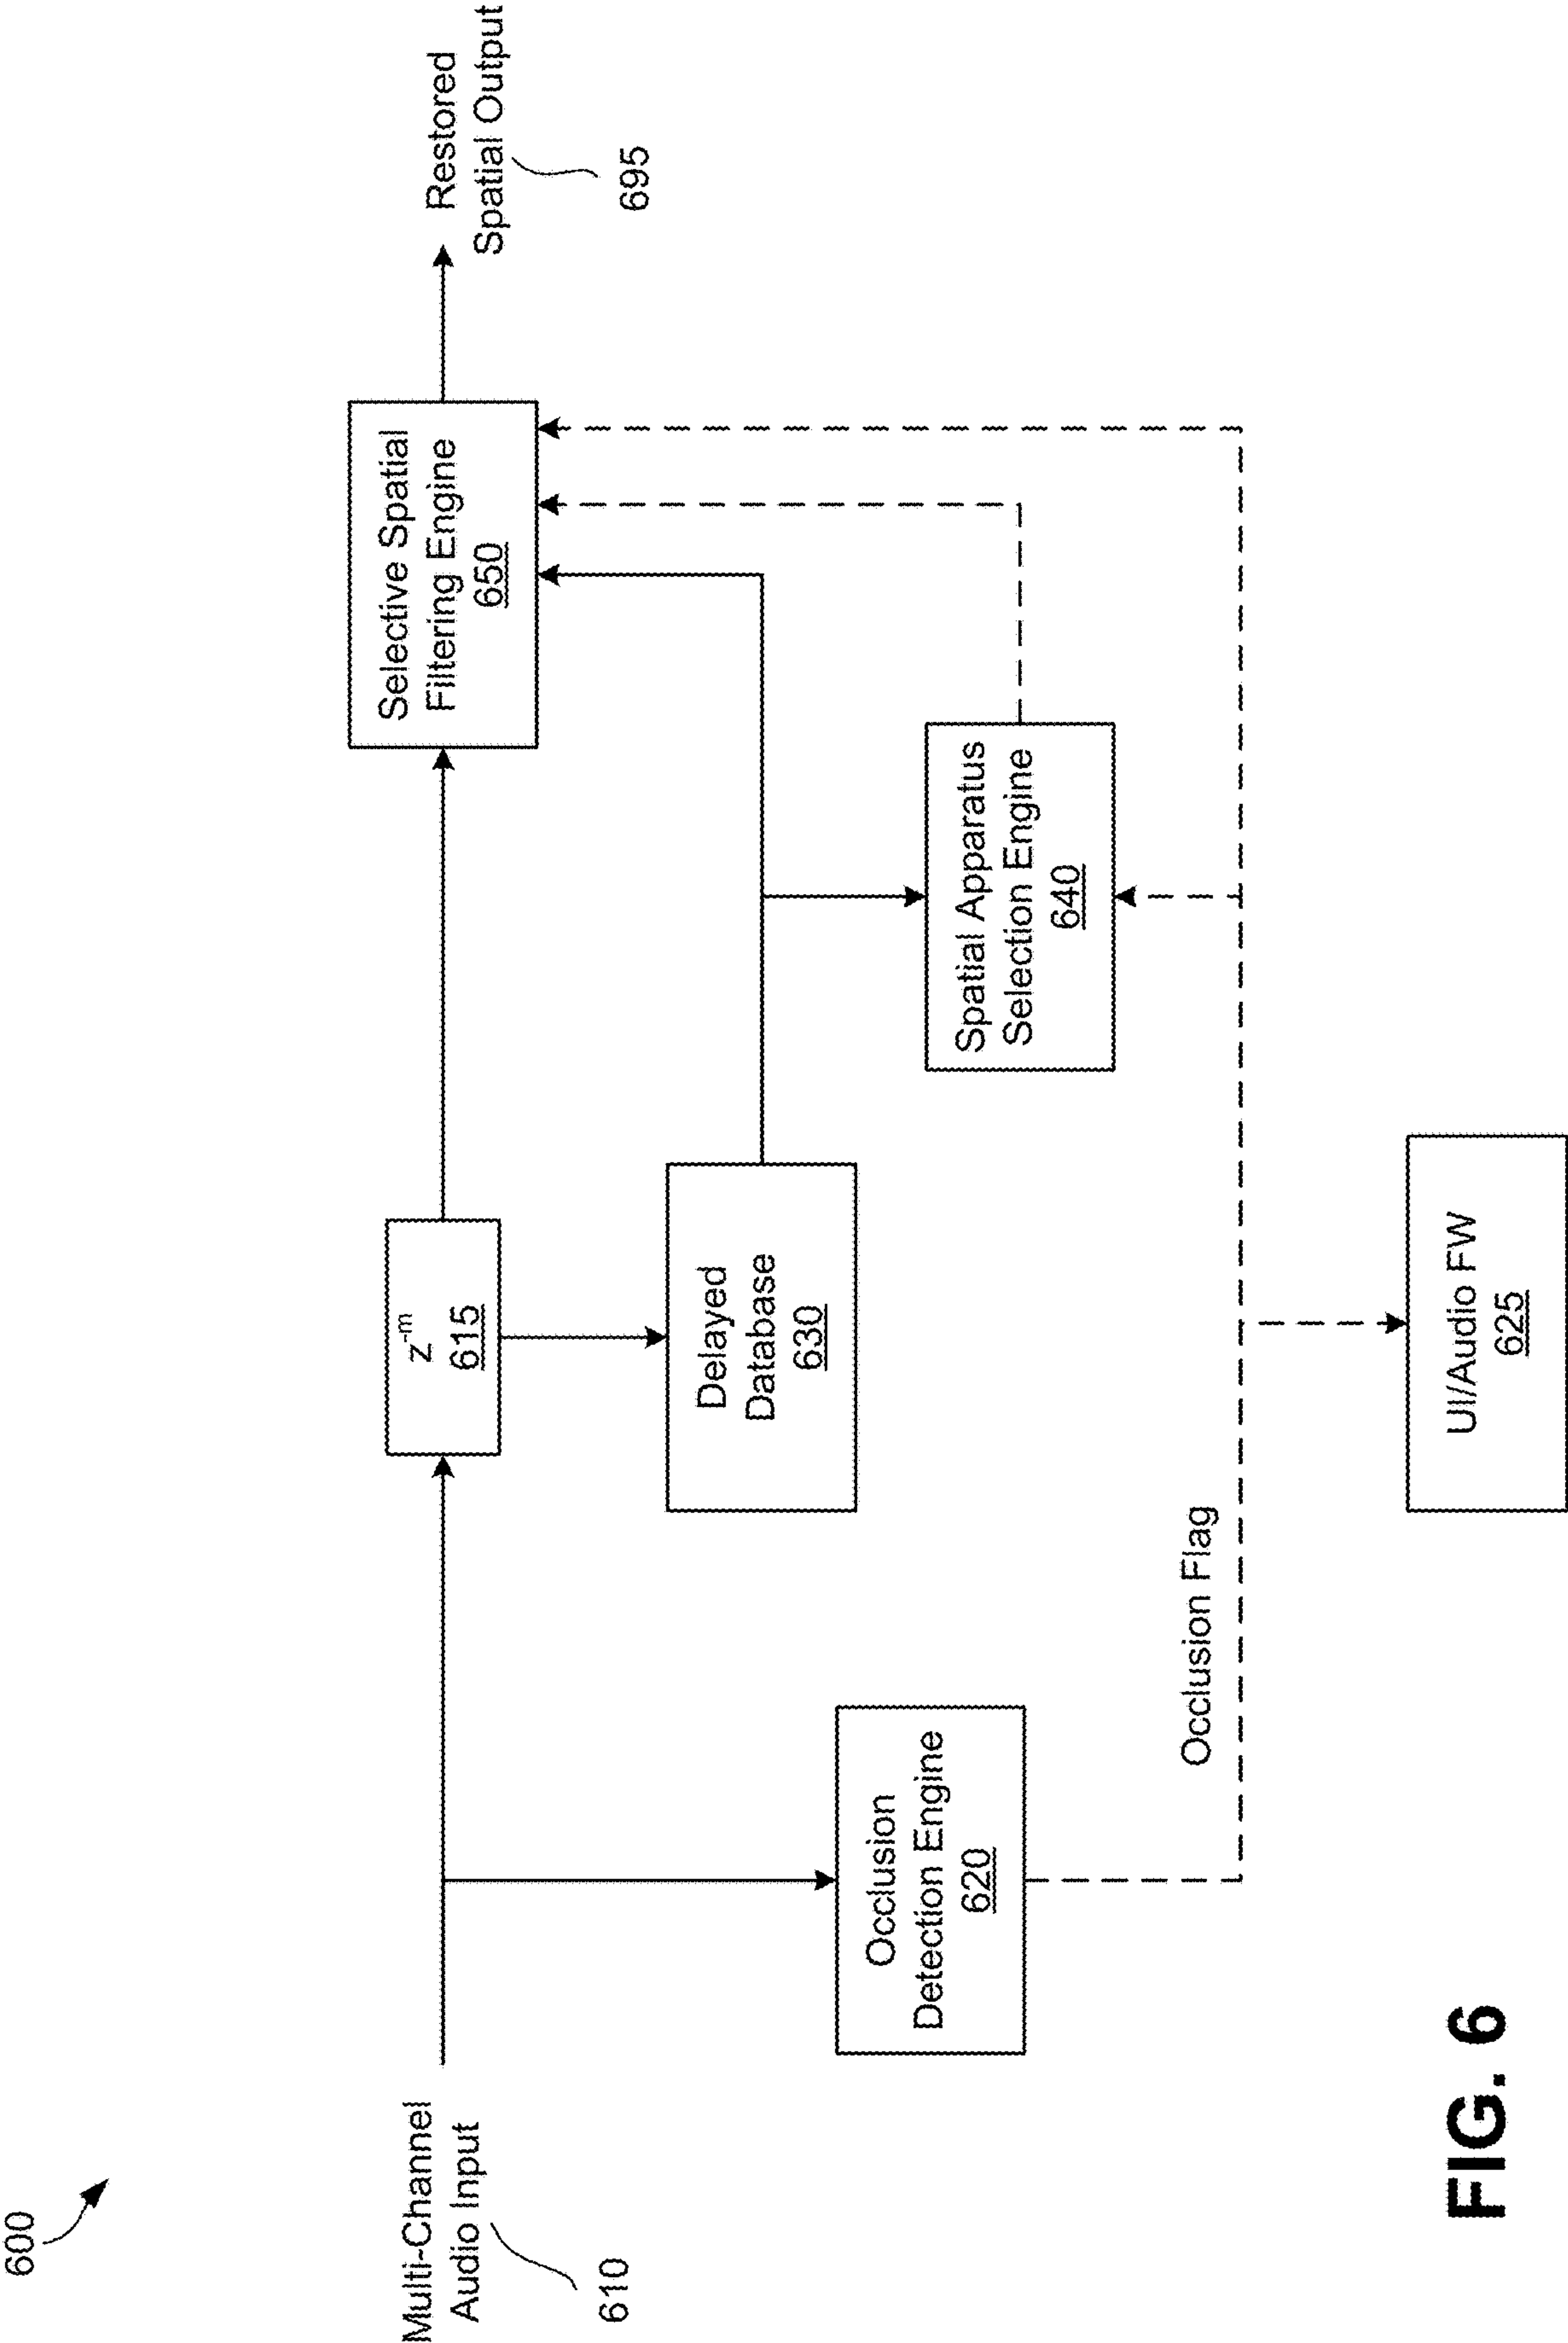 600
Multi-Channel
Audio Input
610
z-m
615
Selective Spatial
Filtering Engine
650
Restored
Spatial Output
695
Delayed
Database
630
Occlusion
Detection Engine
620
Spatial Apparatus
Selection Engine
640
Occlusion Flag
UI/Audio FW
625
FIG. 6